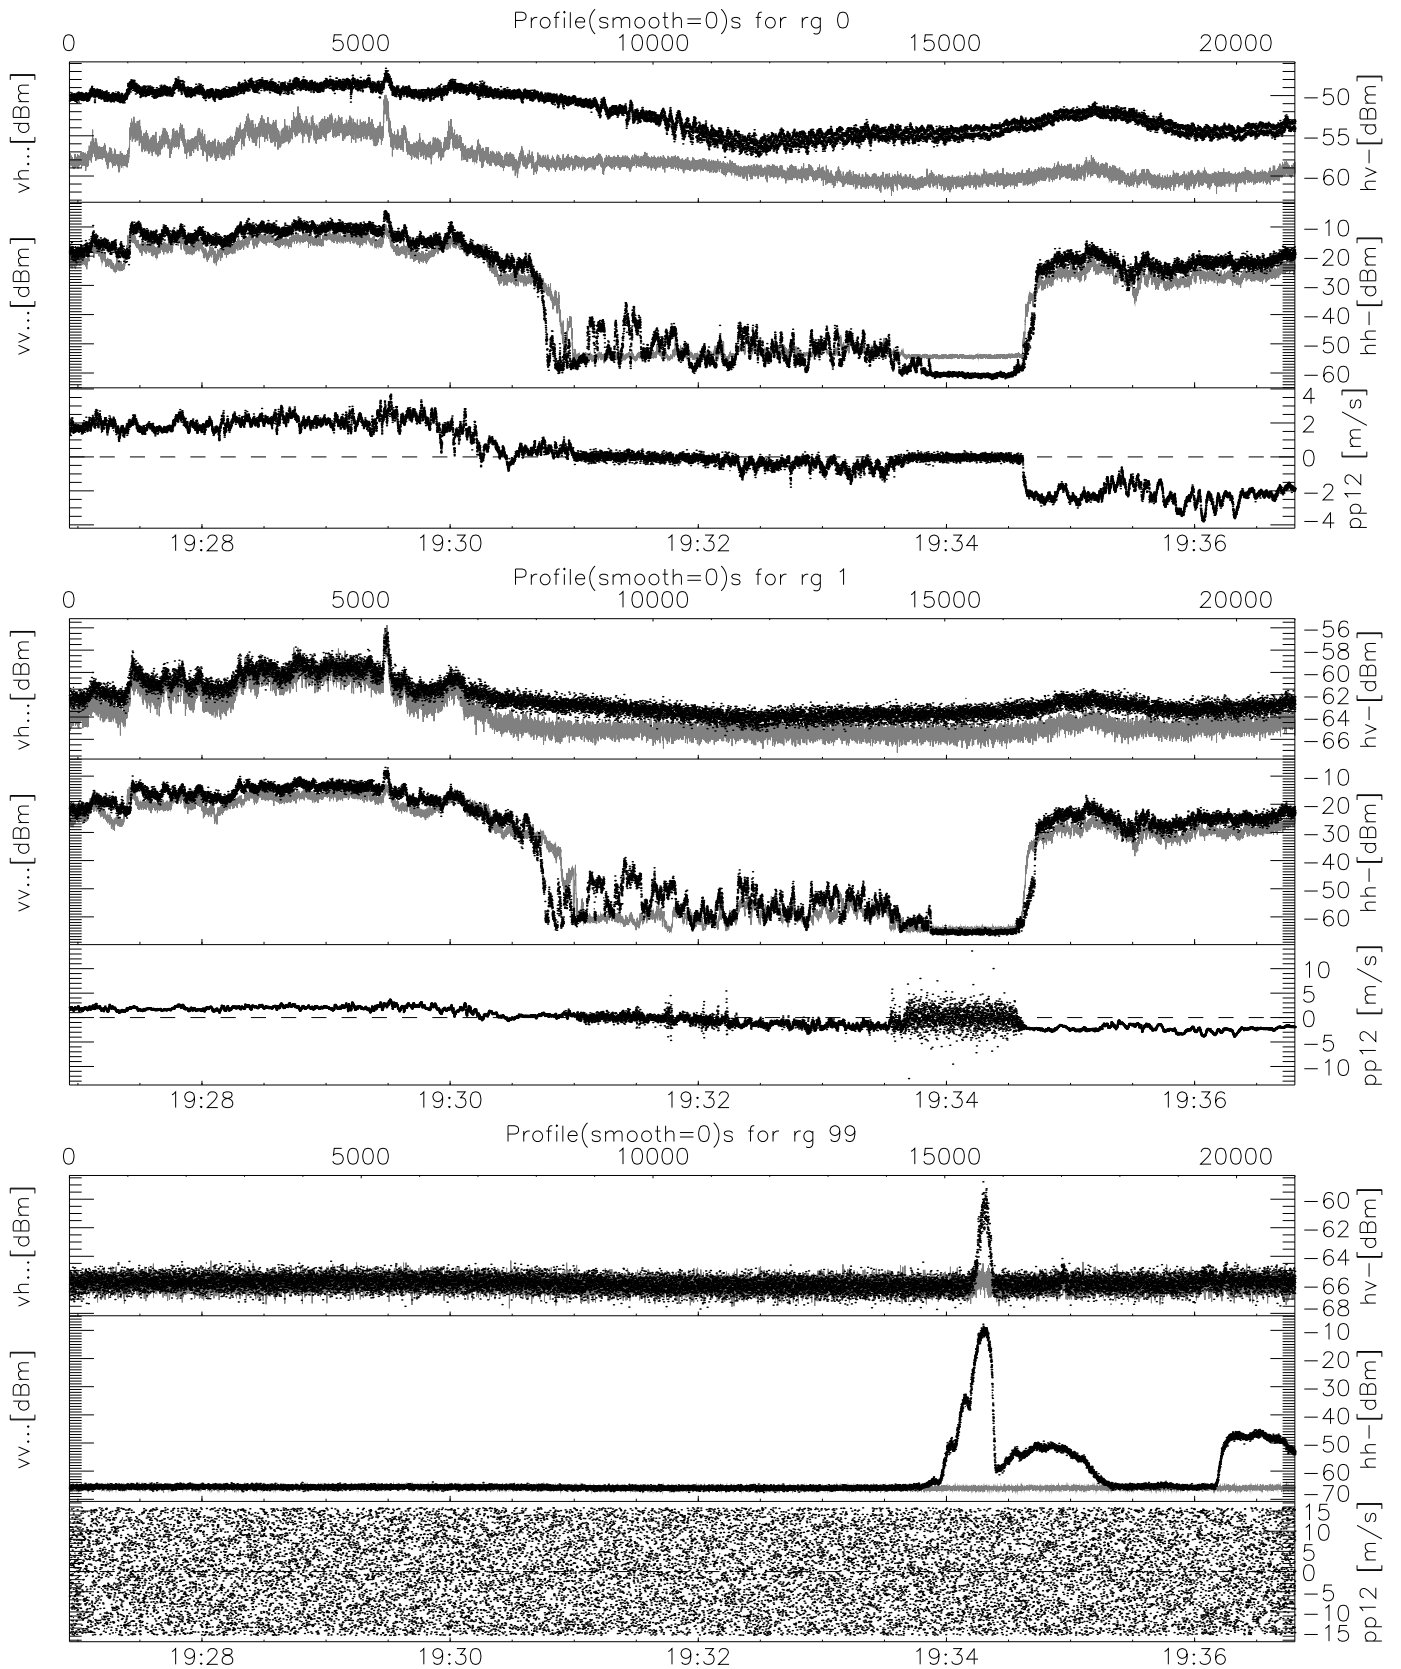 Profile(smooth=0)s for rg 0
0 5000 10000 15000 20000
vh...[dBm]
-50
-55
-60
hv-[dBm]
vv...[dBm]
-10
-20
-30
-40
-50
-60
hh-[dBm]
4
2
0
-2
-4
pp12 [m/s]
19:28 19:30 19:32 19:34 19:36
Profile(smooth=0)s for rg 1
0 5000 10000 15000 20000
vh...[dBm]
-56
-58
-60
-62
-64
-66
hv-[dBm]
vv...[dBm]
-10
-20
-30
-40
-50
-60
hh-[dBm]
10
5
0
-5
-10
pp12 [m/s]
19:28 19:30 19:32 19:34 19:36
Profile(smooth=0)s for rg 99
0 5000 10000 15000 20000
vh...[dBm]
-60
-62
-64
-66
-68
hv-[dBm]
vv...[dBm]
-10
-20
-30
-40
-50
-60
-70
hh-[dBm]
15
10
5
0
-5
-10
-15
pp12 [m/s]
19:28 19:30 19:32 19:34 19:36